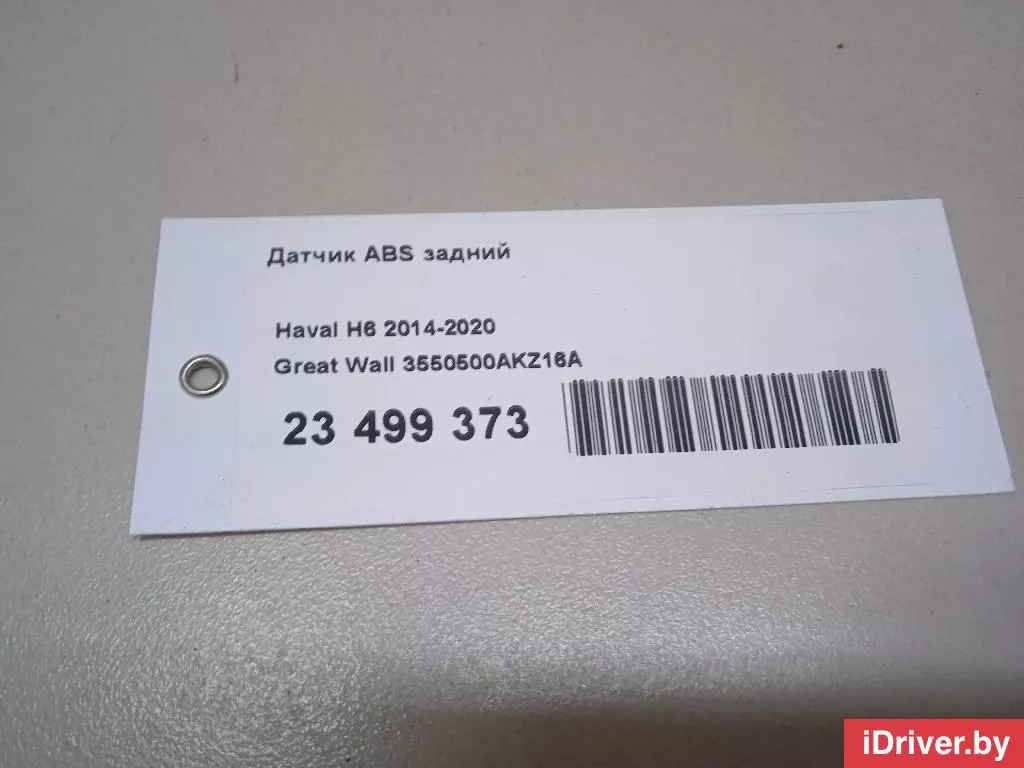 Датчик ABS задний
Haval H6 2014-2020
Great Wall 3550500AKZ16A
23 499 373
iDriver.by